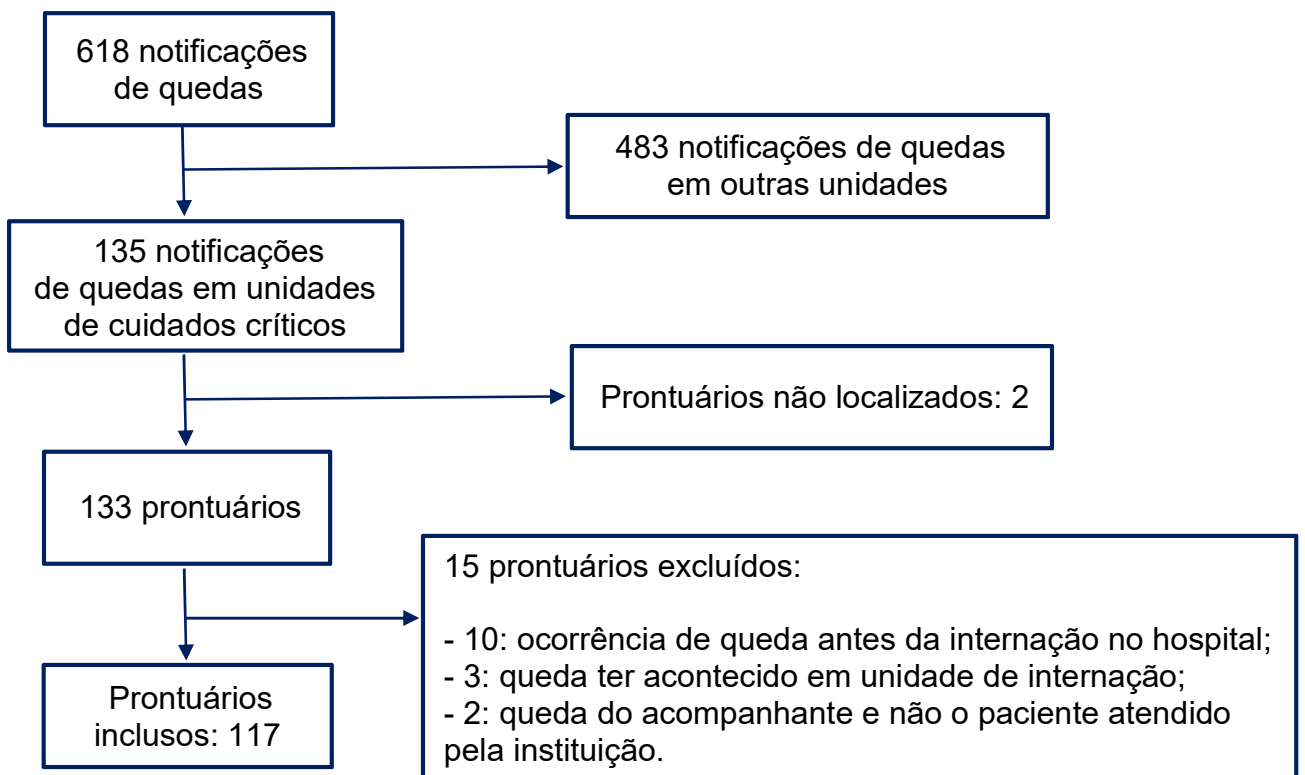 618 notificações
de quedas
483 notificações de quedas
em outras unidades
135 notificações
de quedas em unidades
de cuidados críticos
Prontuários não localizados: 2
133 prontuários
15 prontuários excluídos:
- 10: ocorrência de queda antes da internação no hospital;
- 3: queda ter acontecido em unidade de internação;
- 2: queda do acompanhante e não o paciente atendido
pela instituição.
Prontuários
inclusos: 117